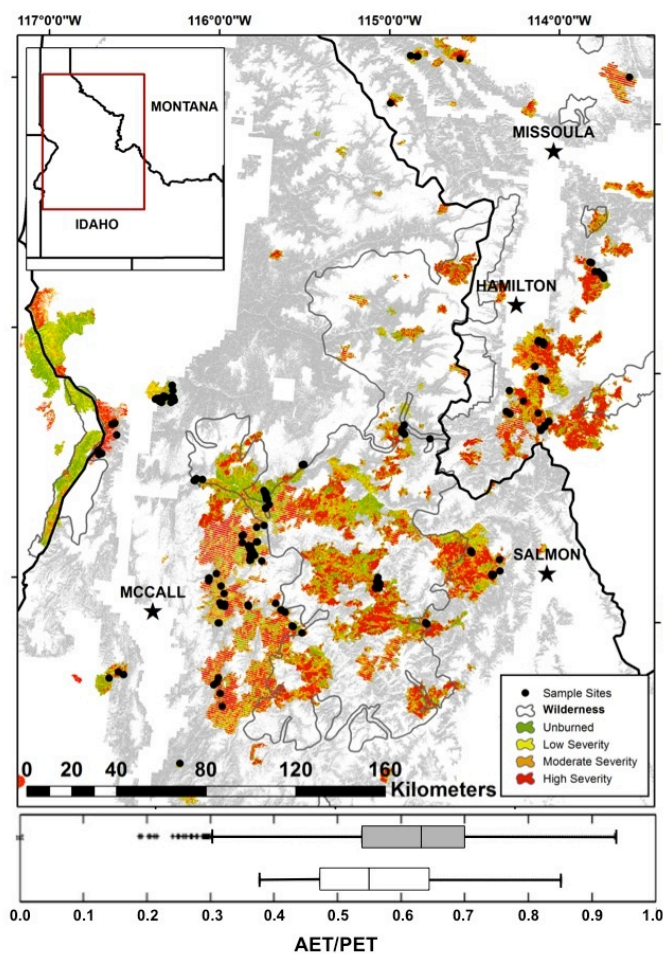 117°0'0"W 116°0'0"W 115°0'0"W 114°0'0"W
MONTANA
IDAHO
MISSOULA
HAMILTON
SALMON
MCCALL
Sample Sites
Wilderness
Unburned
Low Severity
Moderate Severity
High Severity
0 20 40 80 120 160
Kilometers
0.0 0.1 0.2 0.3 0.4 0.5 0.6 0.7 0.8 0.9 1.0
AET/PET